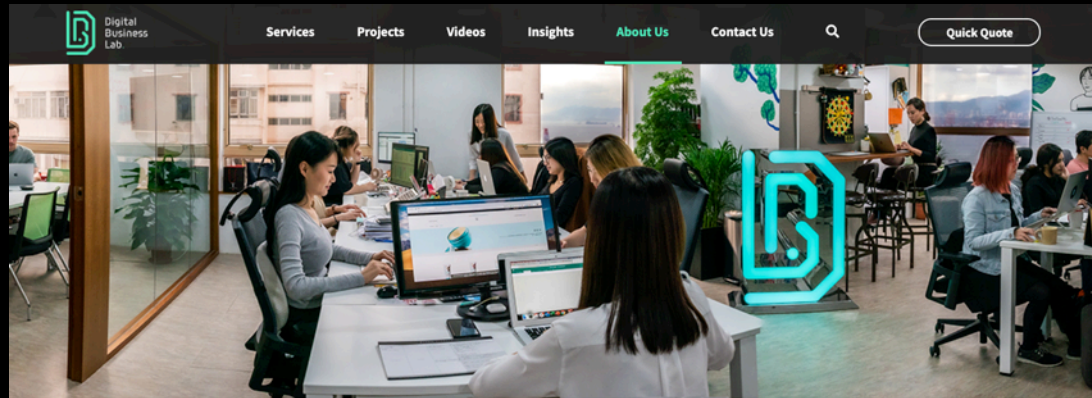 Digital
Business
Lab.
Services
Projects
Videos
Insights
About Us
Contact Us
Quick Quote